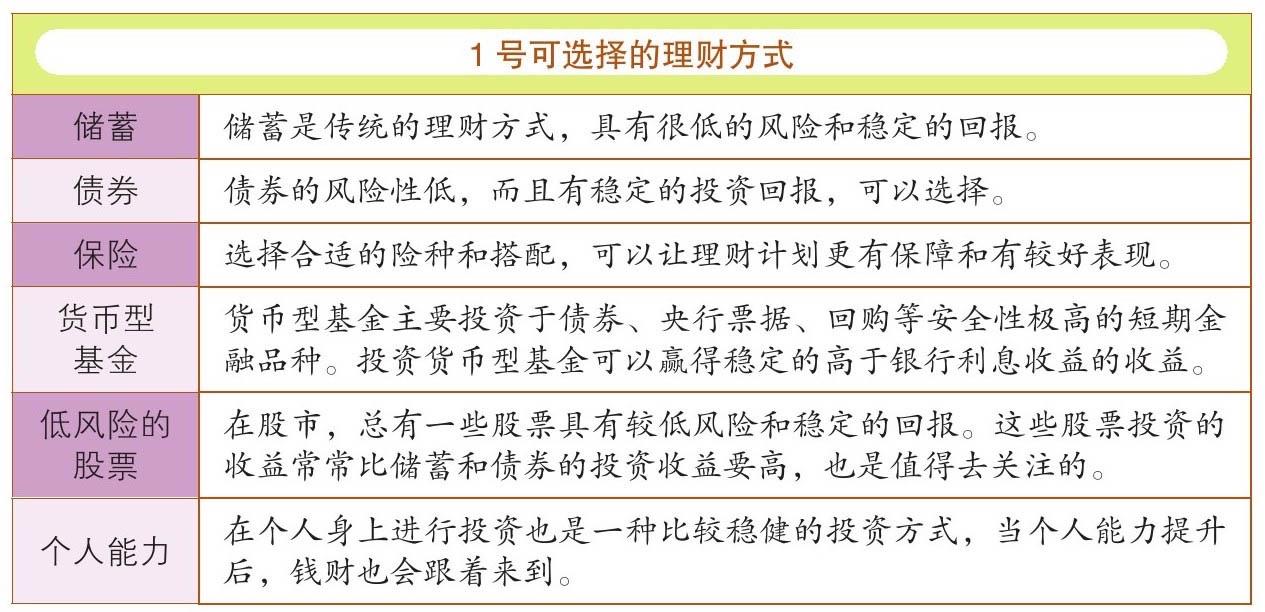 1号可选择的理财方式
储蓄
储蓄是传统的理财方式，具有很低的风险和稳定的回报。
债券
债券的风险性低，而且有稳定的投资回报，可以选择。
保险
选择合适的险种和搭配，可以让理财计划更有保障和有较好表现。
货币型
基金
货币型基金主要投资于债券、央行票据、回购等安全性极高的短期金
融品种。投资货币型基金可以赢得稳定的高于银行利息收益的收益。
低风险的
股票
在股市，总有一些股票具有较低风险和稳定的回报。这些股票投资的
收益常常比储蓄和债券的投资收益要高，也是值得去关注的。
个人能力
在个人身上进行投资也是一种比较稳健的投资方式，当个人能力提升
后，钱财也会跟着来到。